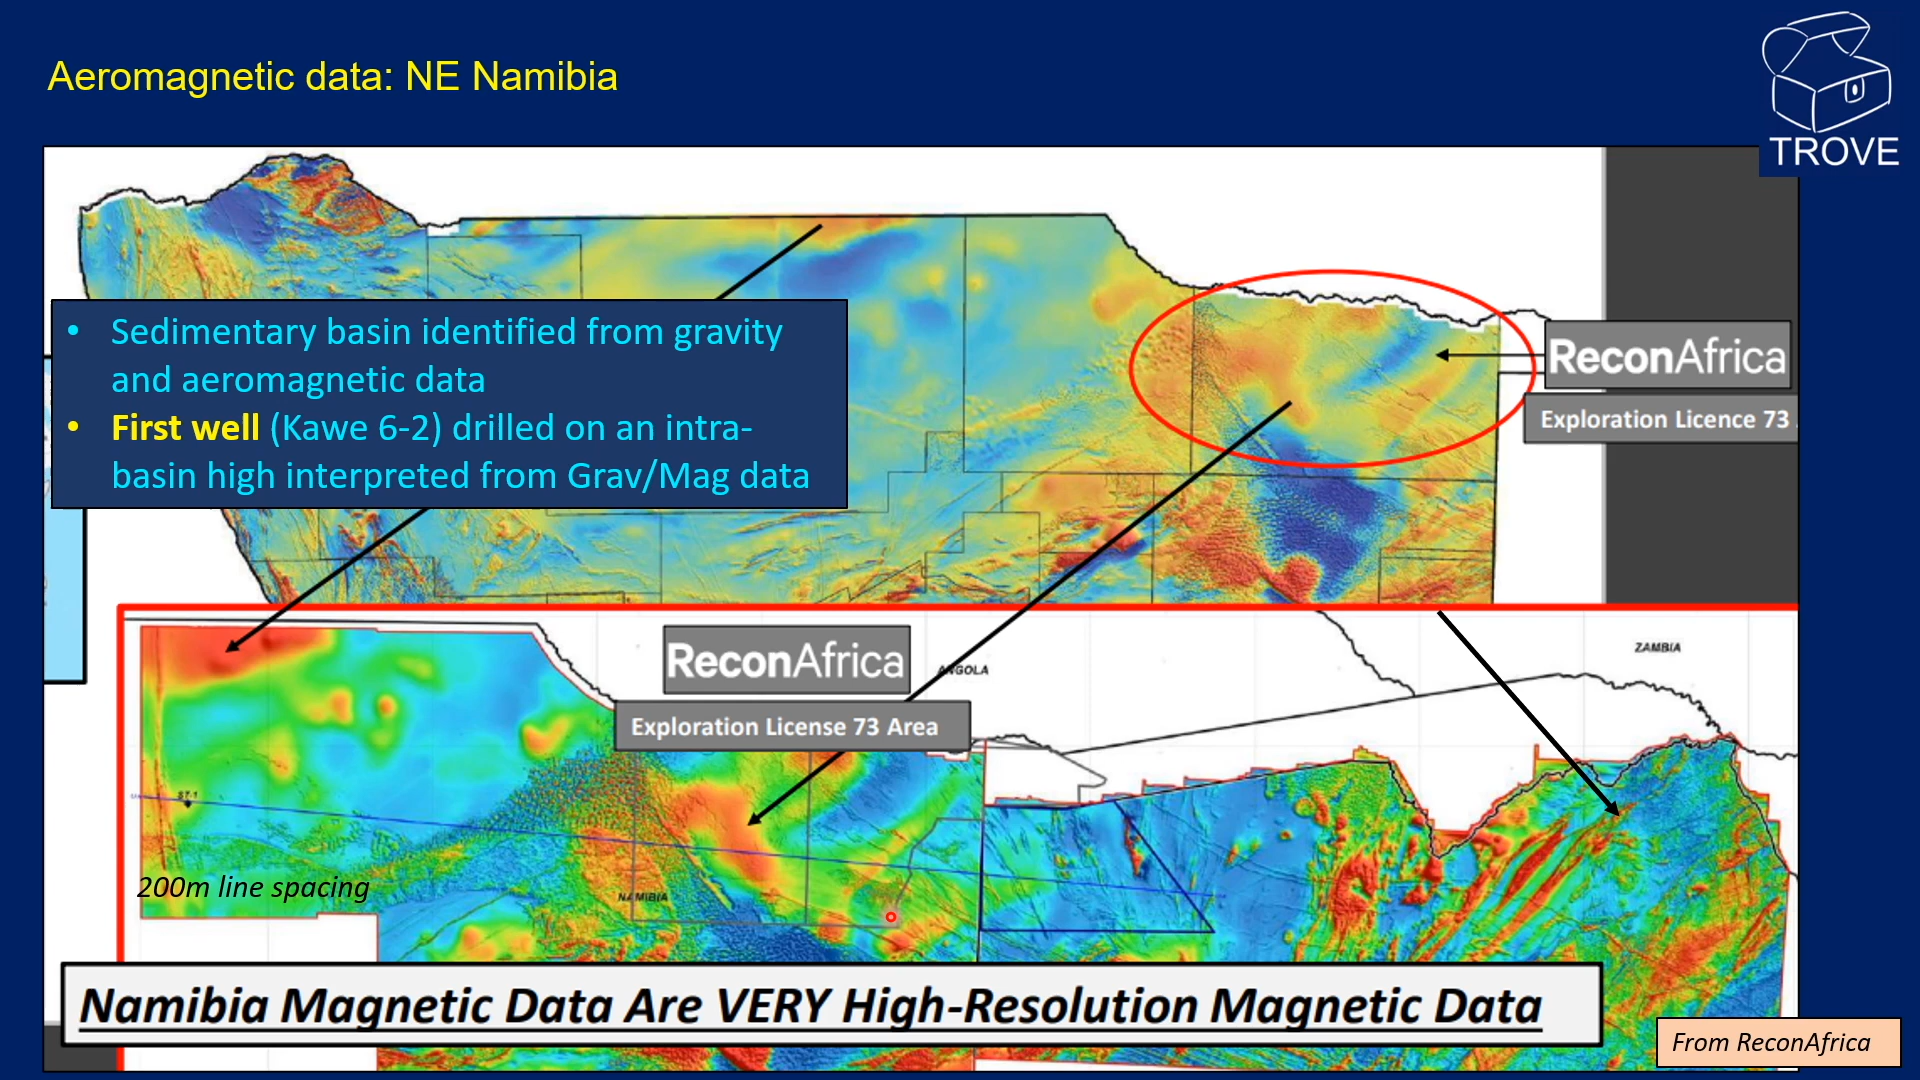 Aeromagnetic data: NE Namibia
TROVE
• Sedimentary basin identified from gravity
and aeromagnetic data
• First well (Kawe 6-2) drilled on an intra-
basin high interpreted from Grav/Mag data
ReconAfrica
Exploration Licence 73
ReconAfrica
Exploration License 73 Area
ANGOLA
ZAMBIA
ST-1
200m line spacing
NAMIBIA
Namibia Magnetic Data Are VERY High-Resolution Magnetic Data
From ReconAfrica